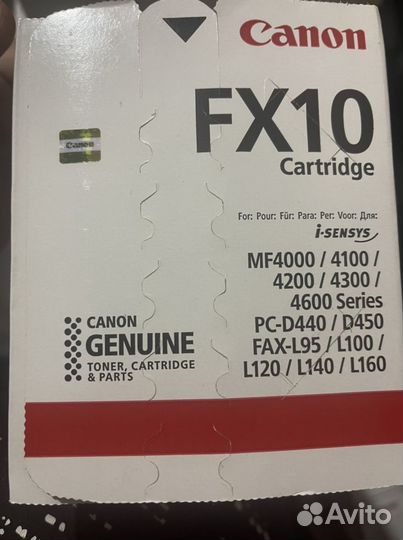 Canon
FX10
Cartridge
Canon
For: Pour: Für: Para: Per: Voor: Для:
i-SENSYS
MF4000 / 4100 /
4200 / 4300 /
4600 Series
PC-D440 / D450
FAX-L95 / L100 /
L120 / L140 / L160
CANON
GENUINE
TONER, CARTRIDGE
& PARTS
Avito